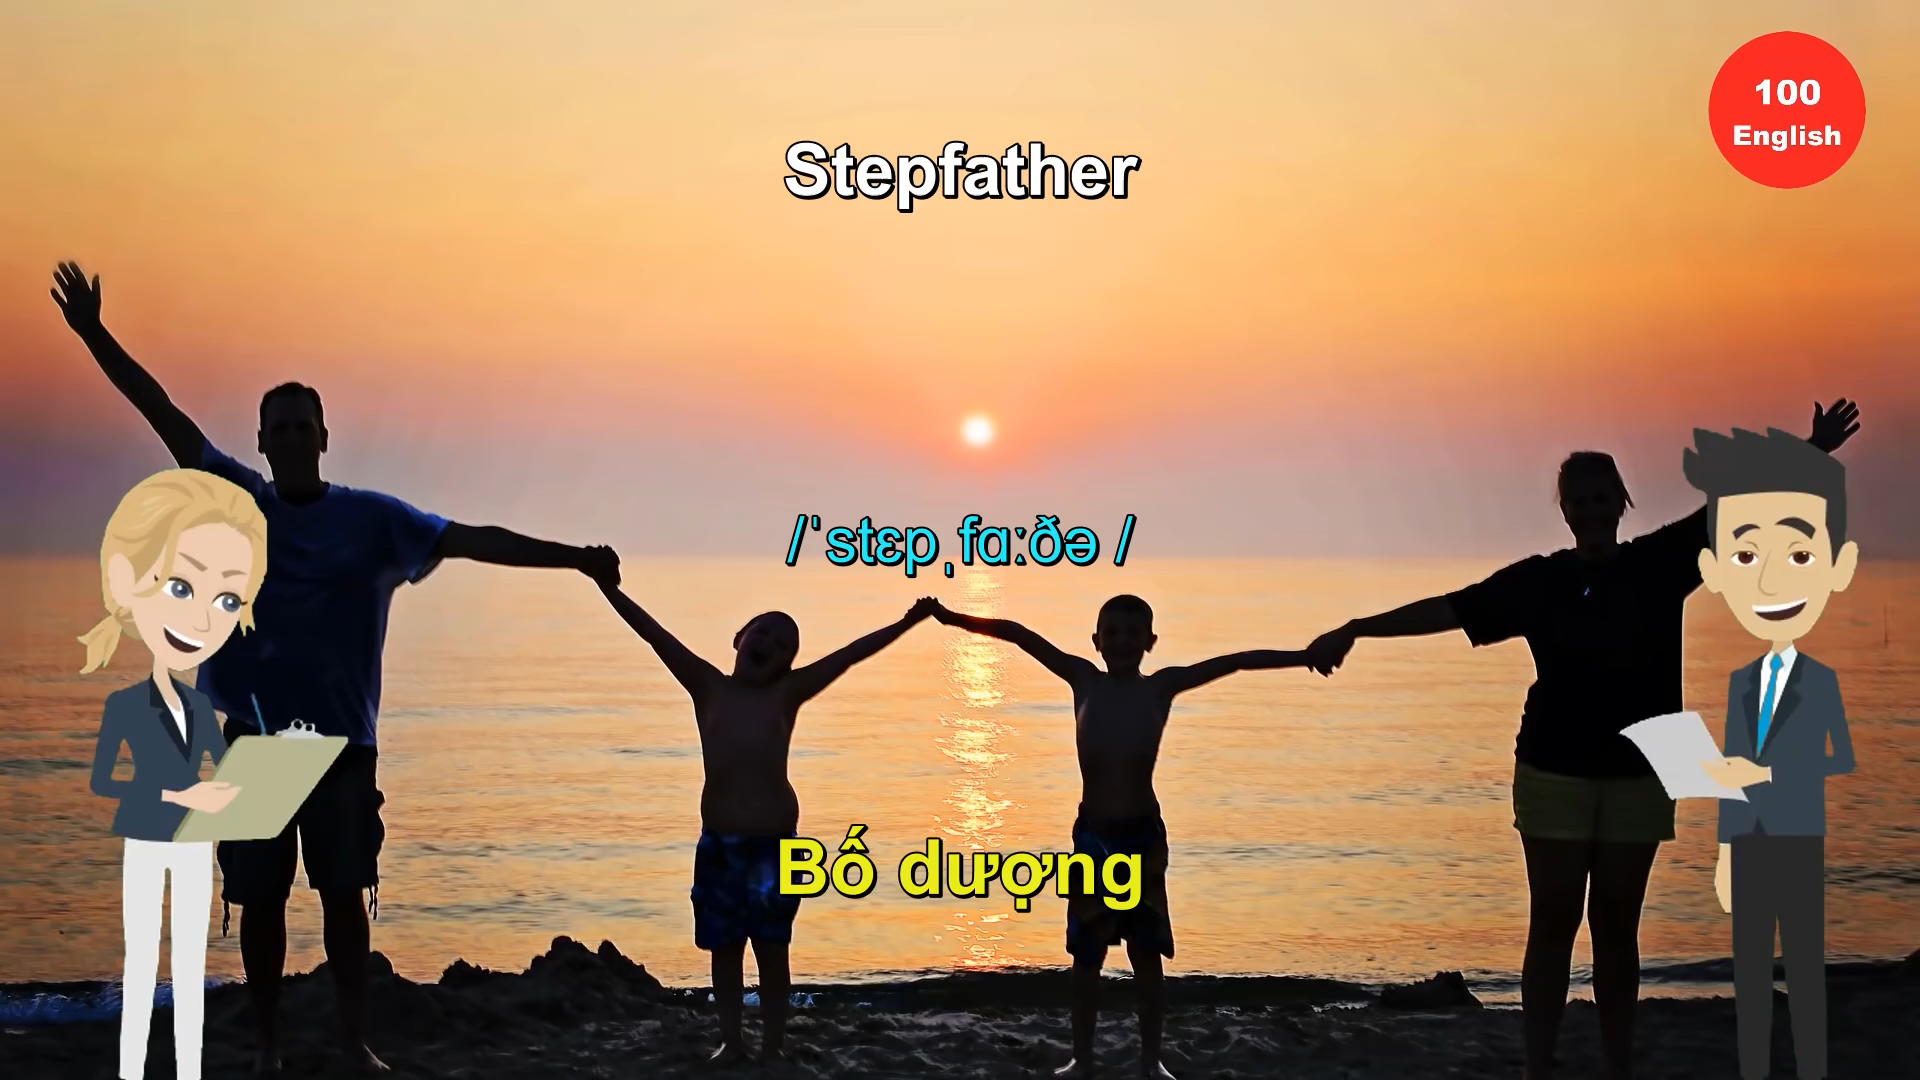 100
English
Stepfather
/ˈstɛpˌfɑːðə /
Bố dượng